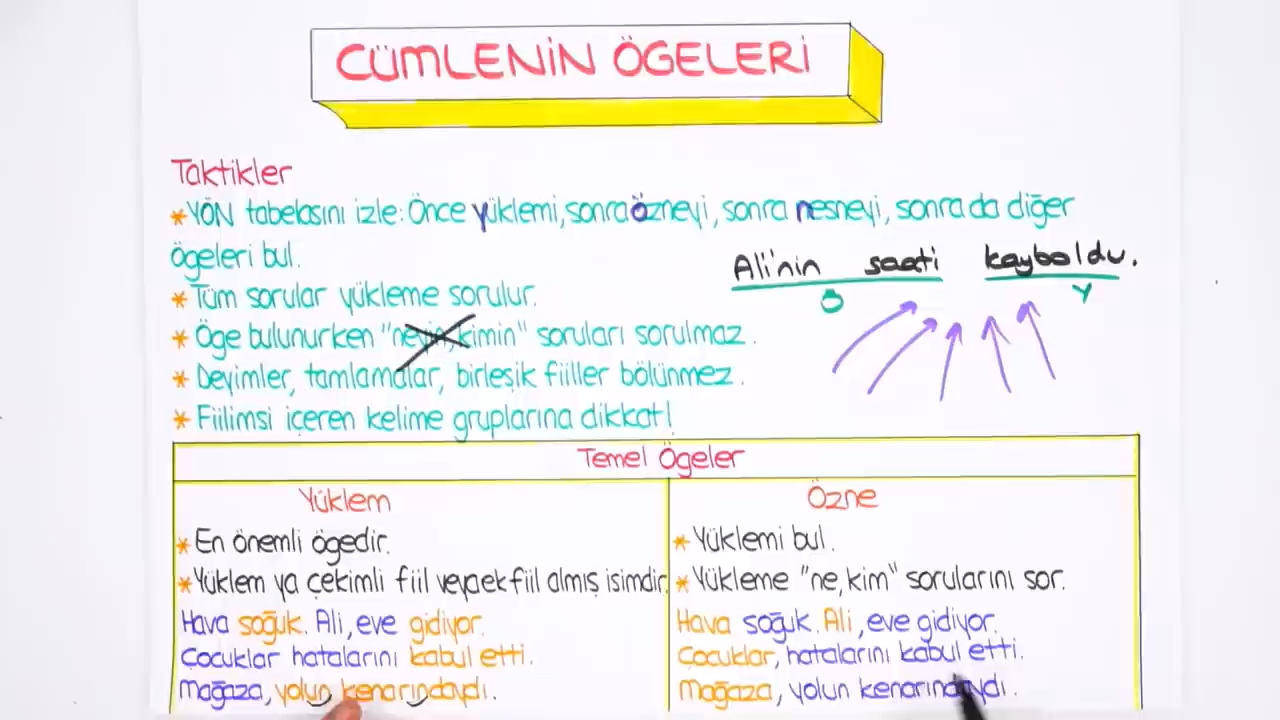 CÜMLENİN ÖGELERİ
Taktikler
* YÖN tabelasını izle: Önce yüklemi, sonra özneyi, sonra nesneyi, sonra da diğer
ögeleri bul.
Ali'nin saati kayboldu.
Ö Y
* Tüm sorular yükleme sorulur.
* Öge bulunurken "neyin, kimin" soruları sorulmaz.
* Deyimler, tamlamalar, birleşik fiiller bölünmez.
* Fiilimsi içeren kelime gruplarına dikkat!
Temel Ögeler
Yüklem
* En önemli ögedir.
* Yüklem ya çekimli fiil veya ek fiil almış isimdir.
Hava soğuk. Ali, eve gidiyor.
Çocuklar hatalarını kabul etti.
Mağaza, yolun kenarındaydı.
Özne
* Yüklemi bul.
* Yükleme "ne, kim" sorularını sor.
Hava soğuk. Ali, eve gidiyor.
Çocuklar, hatalarını kabul etti.
Mağaza, yolun kenarındaydı.